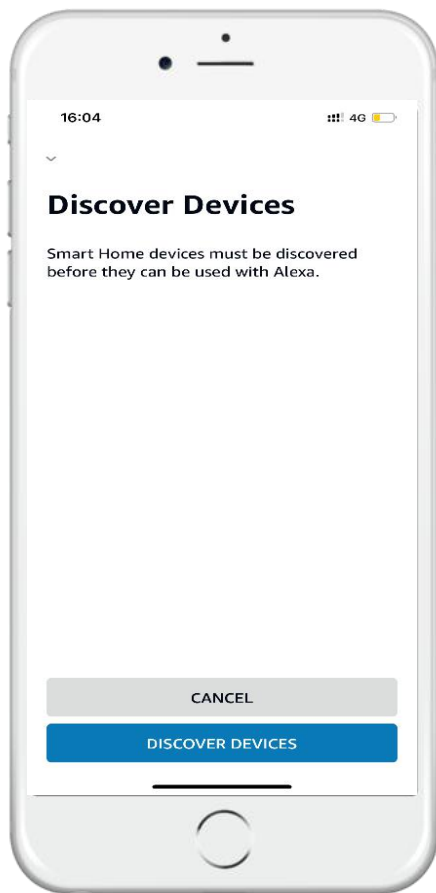 16:04 4G
Discover Devices
Smart Home devices must be discovered
before they can be used with Alexa.
CANCEL
DISCOVER DEVICES